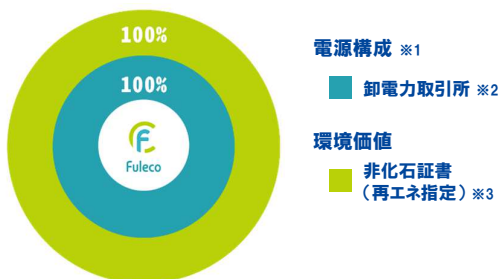 100%
100%
Fuleco
電源構成 ※1
卸電力取引所 ※2
環境価値
非化石証書
(再エネ指定) ※3